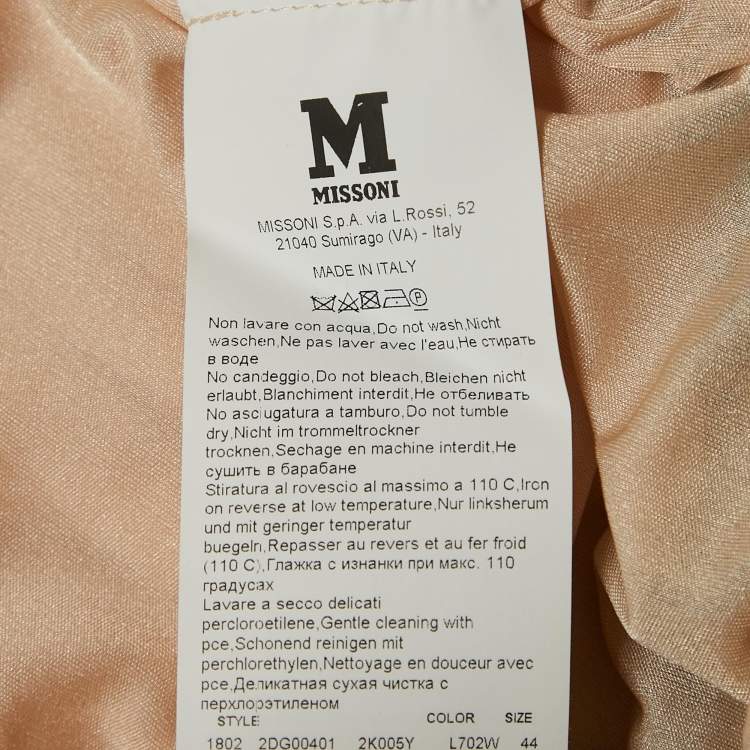 M
MISSONI
MISSONI S.p.A. via L.Rossi, 52
21040 Sumirago (VA) - Italy
MADE IN ITALY
Non lavare con acqua,Do not wash,Nicht
waschen,Ne pas laver avec l'eau,Не стирать
в воде
No candeggio,Do not bleach,Bleichen nicht
erlaubt,Blanchiment interdit,Не отбеливать
No asciugatura a tamburo,Do not tumble
dry,Nicht im trommeltrockner
trocknen,Sechage en machine interdit,Не
сушить в барабане
Stiratura al rovescio al massimo a 110 C,Iron
on reverse at low temperature,Nur linksherum
und mit geringer temperatur
buegeln,Repasser au revers et au fer froid
(110 C),Глажка с изнанки при макс. 110
градусах
Lavare a secco delicati
percloroetilene,Gentle cleaning with
pce,Schonend reinigen mit
perchlorethylen,Nettoyage en douceur avec
pce,Деликатная сухая чистка с
перхлорэтиленом
STYLE COLOR SIZE
1802 2DG00401 2K005Y L702W 44